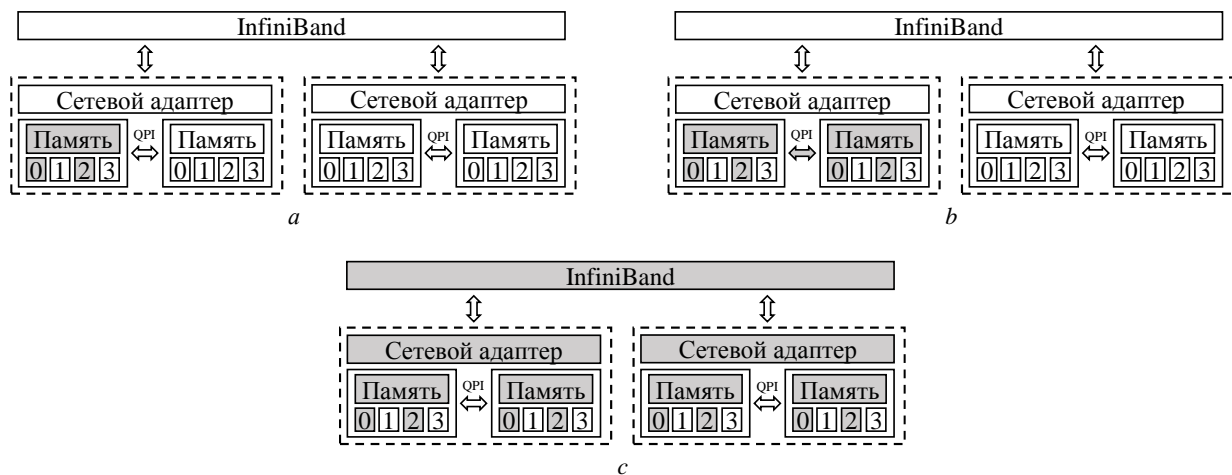 InfiniBand InfiniBand
Сетевой адаптер Сетевой адаптер Сетевой адаптер Сетевой адаптер
Память QPI Память Память QPI Память Память QPI Память Память QPI Память
0 1 2 3 0 1 2 3 0 1 2 3 0 1 2 3 0 1 2 3 0 1 2 3 0 1 2 3 0 1 2 3
a b
InfiniBand
Сетевой адаптер Сетевой адаптер
Память QPI Память Память QPI Память
0 1 2 3 0 1 2 3 0 1 2 3 0 1 2 3
c